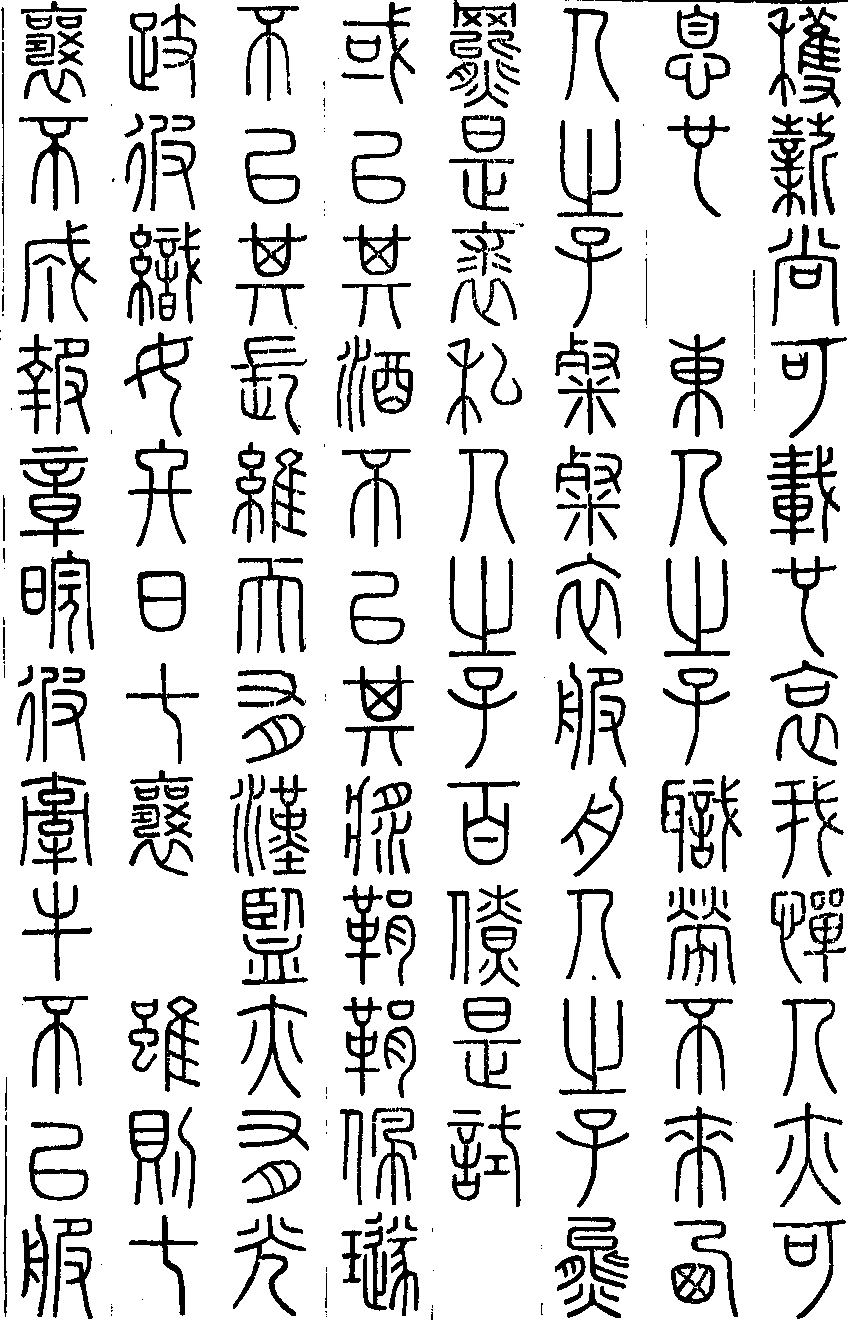 穫薪尚可載也哀我憚人亦可
息也　東人之子職勞不來西
人之子粲粲衣服舟人之子熊
羆是裘私人之子百僚是試
或以其酒不以其漿鞙鞙佩璲
不以其長維天有漢監亦有光
跂彼織女終日七襄　雖則七
襄不成報章睆彼牽牛不以服